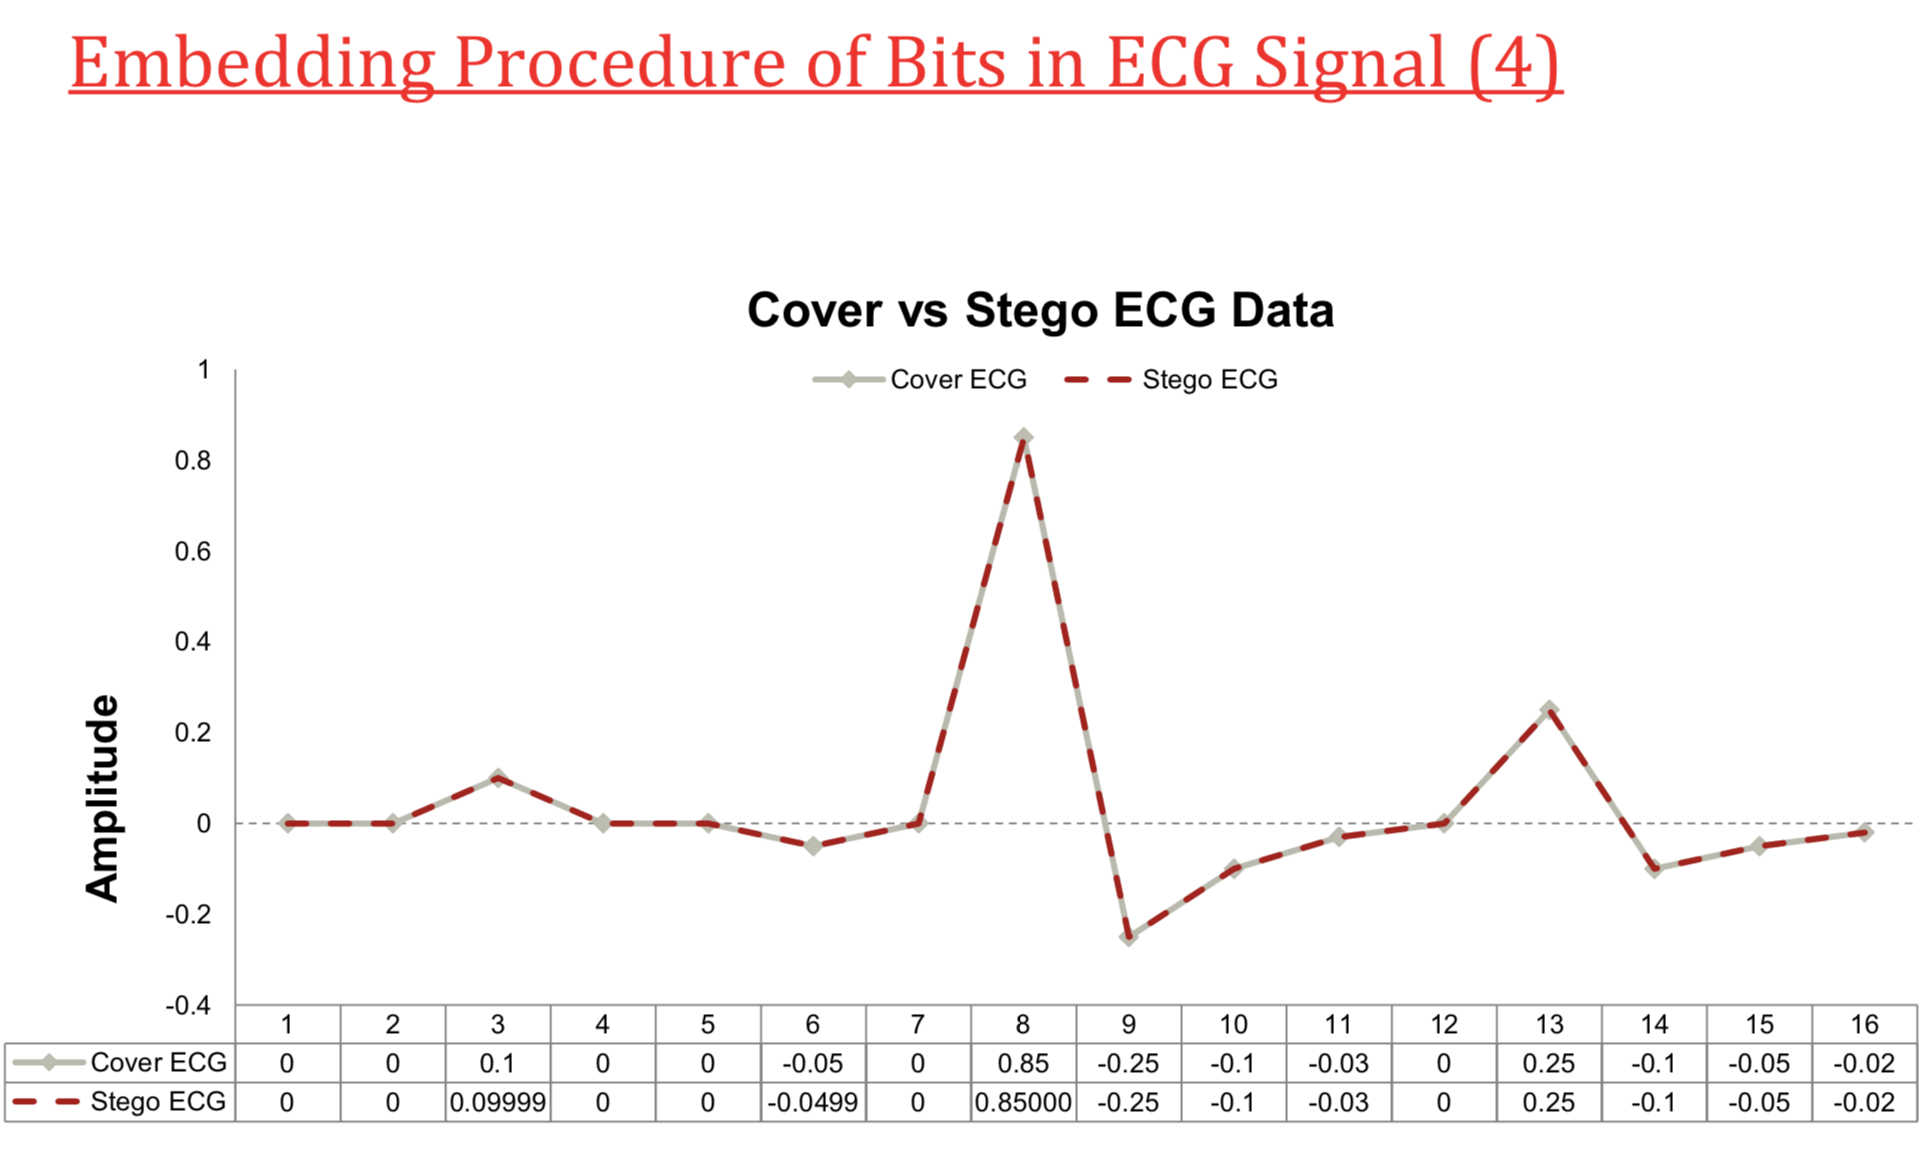 Embedding Procedure of Bits in ECG Signal (4)
Cover vs Stego ECG Data
Cover ECG Stego ECG
1
0.8
0.6
0.4
0.2
0
-0.2
-0.4
Amplitude
1 2 3 4 5 6 7 8 9 10 11 12 13 14 15 16
Cover ECG 0 0 0.1 0 0 -0.05 0 0.85 -0.25 -0.1 -0.03 0 0.25 -0.1 -0.05 -0.02
Stego ECG 0 0 0.09999 0 0 -0.0499 0 0.85000 -0.25 -0.1 -0.03 0 0.25 -0.1 -0.05 -0.02